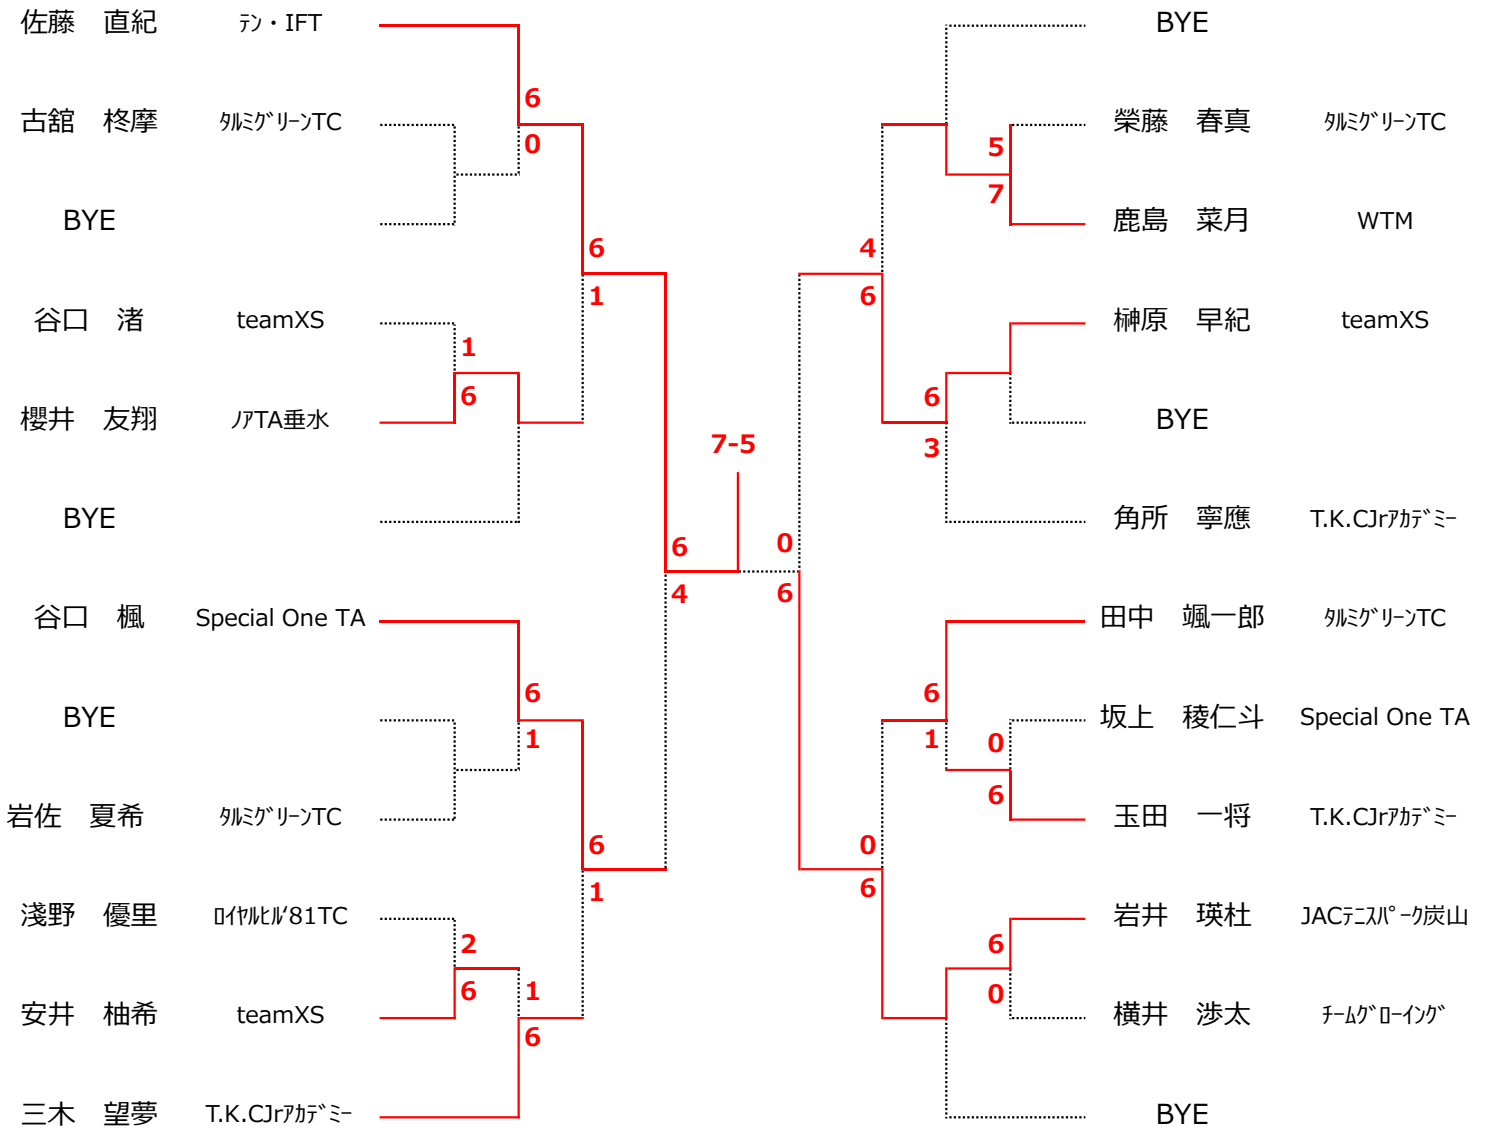 佐藤　直紀　ﾃﾝ・IFT
6
古舘　柊摩　ﾀﾙﾐｸﾞﾘｰﾝTC
0
BYE
6
1
谷口　渚　teamXS
1
6
櫻井　友翔　ﾉｱTA垂水
BYE
7-5
6
4
谷口　楓　Special One TA
6
BYE
1
岩佐　夏希　ﾀﾙﾐｸﾞﾘｰﾝTC
6
1
淺野　優里　ﾛｲﾔﾙﾋﾙ'81TC
2
6
1
安井　柚希　teamXS
6
三木　望夢　T.K.CJrｱｶﾃﾞﾐｰ
BYE
榮藤　春真　ﾀﾙﾐｸﾞﾘｰﾝTC
5
7
鹿島　菜月　WTM
4
6
榊原　早紀　teamXS
6
BYE
3
角所　寧應　T.K.CJrｱｶﾃﾞﾐｰ
0
6
田中　颯一郎　ﾀﾙﾐｸﾞﾘｰﾝTC
6
坂上　稜仁斗　Special One TA
1
0
6
玉田　一将　T.K.CJrｱｶﾃﾞﾐｰ
0
6
岩井　瑛杜　JACﾃﾆｽﾊﾟｰｸ炭山
6
0
横井　渉太　ﾁｰﾑｸﾞﾛｰｲﾝｸﾞ
BYE